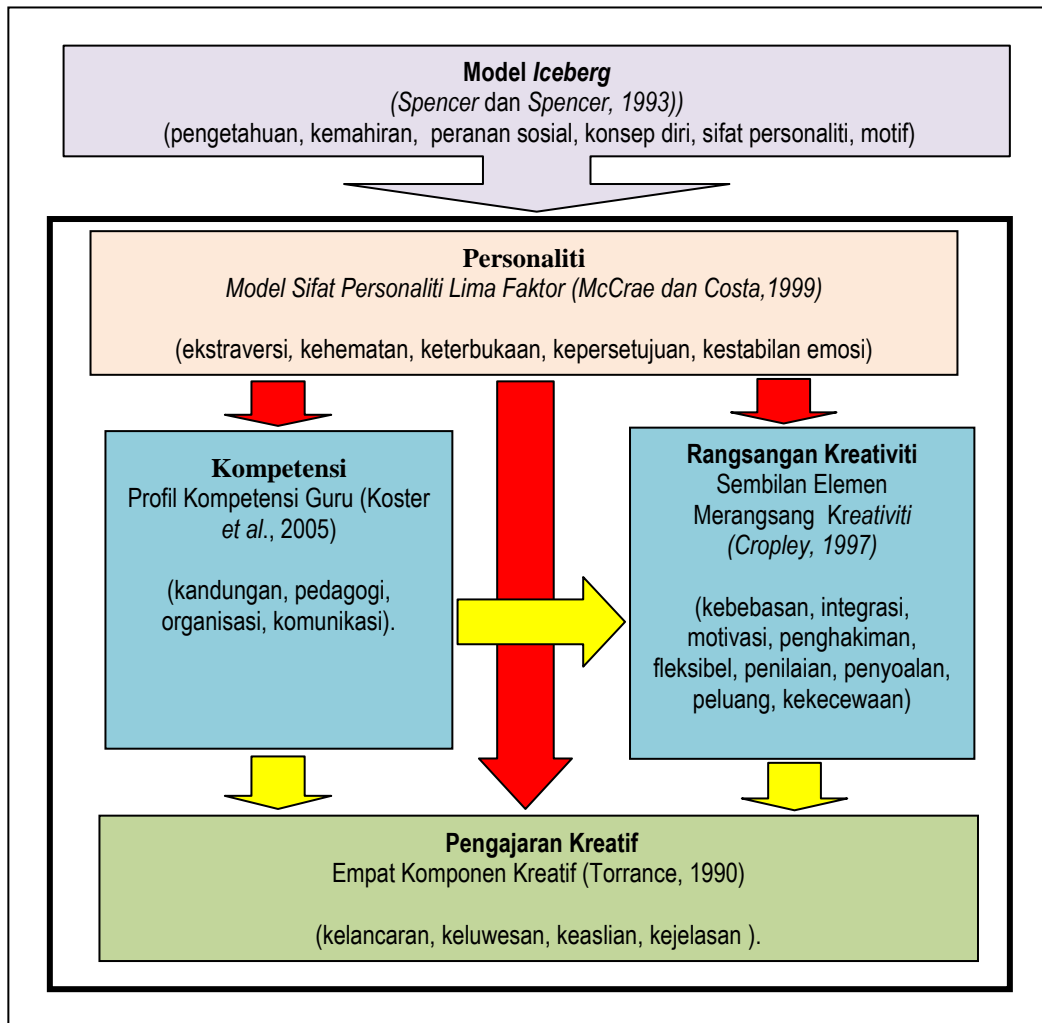 Model Iceberg
(Spencer dan Spencer, 1993))
(pengetahuan, kemahiran, peranan sosial, konsep diri, sifat personaliti, motif)
Personaliti
Model Sifat Personaliti Lima Faktor (McCrae dan Costa,1999)
(ekstraversi, kehematan, keterbukaan, kepersetujuan, kestabilan emosi)
Kompetensi
Profil Kompetensi Guru (Koster
et al., 2005)
(kandungan, pedagogi,
organisasi, komunikasi).
Rangsangan Kreativiti
Sembilan Elemen
Merangsang Kreativiti
(Cropley, 1997)
(kebebasan, integrasi,
motivasi, penghakiman,
fleksibel, penilaian, penyoalan,
peluang, kekecewaan)
Pengajaran Kreatif
Empat Komponen Kreatif (Torrance, 1990)
(kelancaran, keluwesan, keaslian, kejelasan ).